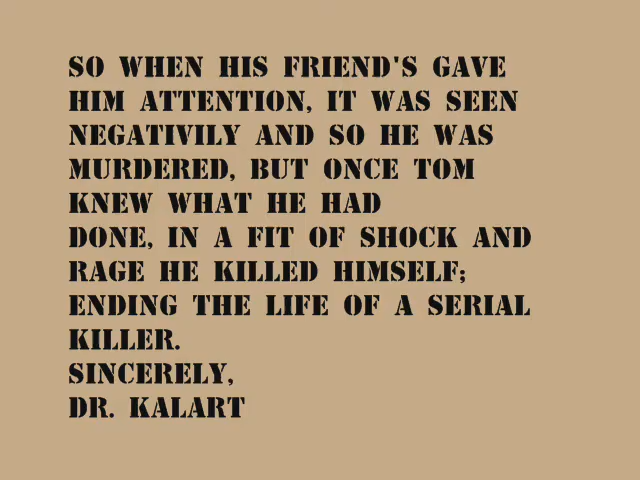 SO WHEN HIS FRIEND'S GAVE
HIM ATTENTION, IT WAS SEEN
NEGATIVILY AND SO HE WAS
MURDERED, BUT ONCE TOM
KNEW WHAT HE HAD
DONE, IN A FIT OF SHOCK AND
RAGE HE KILLED HIMSELF;
ENDING THE LIFE OF A SERIAL
KILLER.
SINCERELY,
DR. KALART